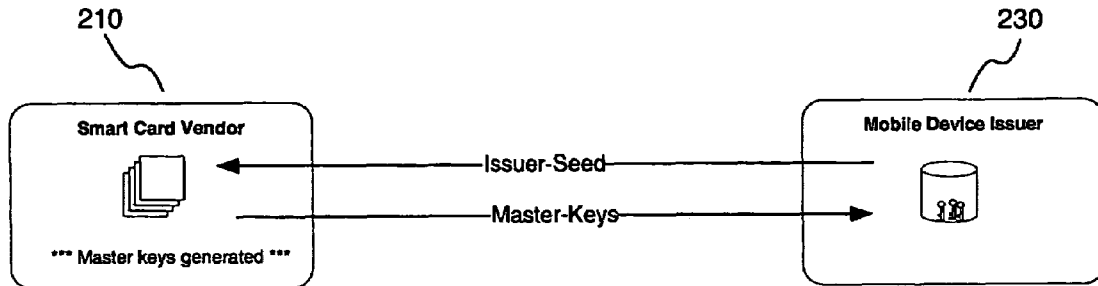 210
230
Smart Card Vendor
Mobile Device Issuer
Issuer-Seed
Master-Keys
*** Master keys generated ***